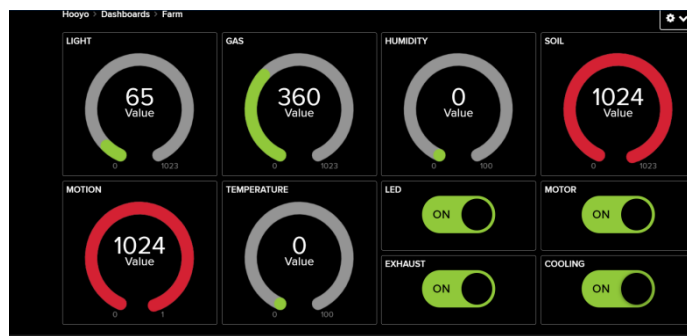 Hooyo > Dashboards > Farm
LIGHT
65
Value
0 1023
GAS
360
Value
0 1023
HUMIDITY
0
Value
0 100
SOIL
1024
Value
0 1023
MOTION
1024
Value
0 1
TEMPERATURE
0
Value
0 100
LED
ON
MOTOR
ON
EXHAUST
ON
COOLING
ON